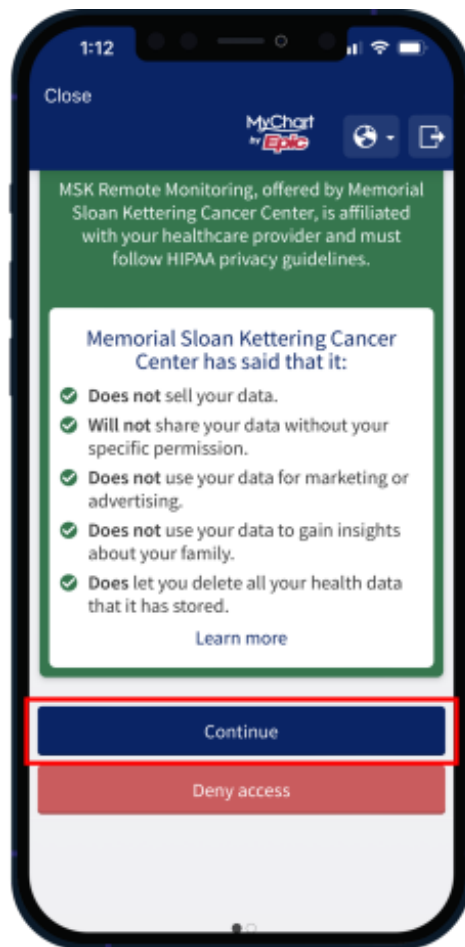 1:12
Close
MyChart
by Epic
MSK Remote Monitoring, offered by Memorial
Sloan Kettering Cancer Center, is affiliated
with your healthcare provider and must
follow HIPAA privacy guidelines.
Memorial Sloan Kettering Cancer
Center has said that it:
Does not sell your data.
Will not share your data without your
specific permission.
Does not use your data for marketing or
advertising.
Does not use your data to gain insights
about your family.
Does let you delete all your health data
that it has stored.
Learn more
Continue
Deny access